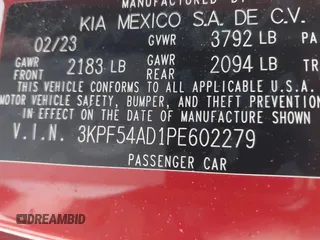 MANUFACTURED BY
KIA MEXICO S.A. DE C.V.
02/23 GVWR 3792 LB PA
GAWR FRONT 2183 LB GAWR REAR 2094 LB TR
THIS VEHICLE CONFORMS TO ALL APPLICABLE U.S.A.
MOTOR VEHICLE SAFETY, BUMPER, AND THEFT
IN EFFECT ON THE DATE OF MANUFACTURE SHOWN
V.I.N. 3KPF54AD1PE602279
PASSENGER CAR
DREAMBID